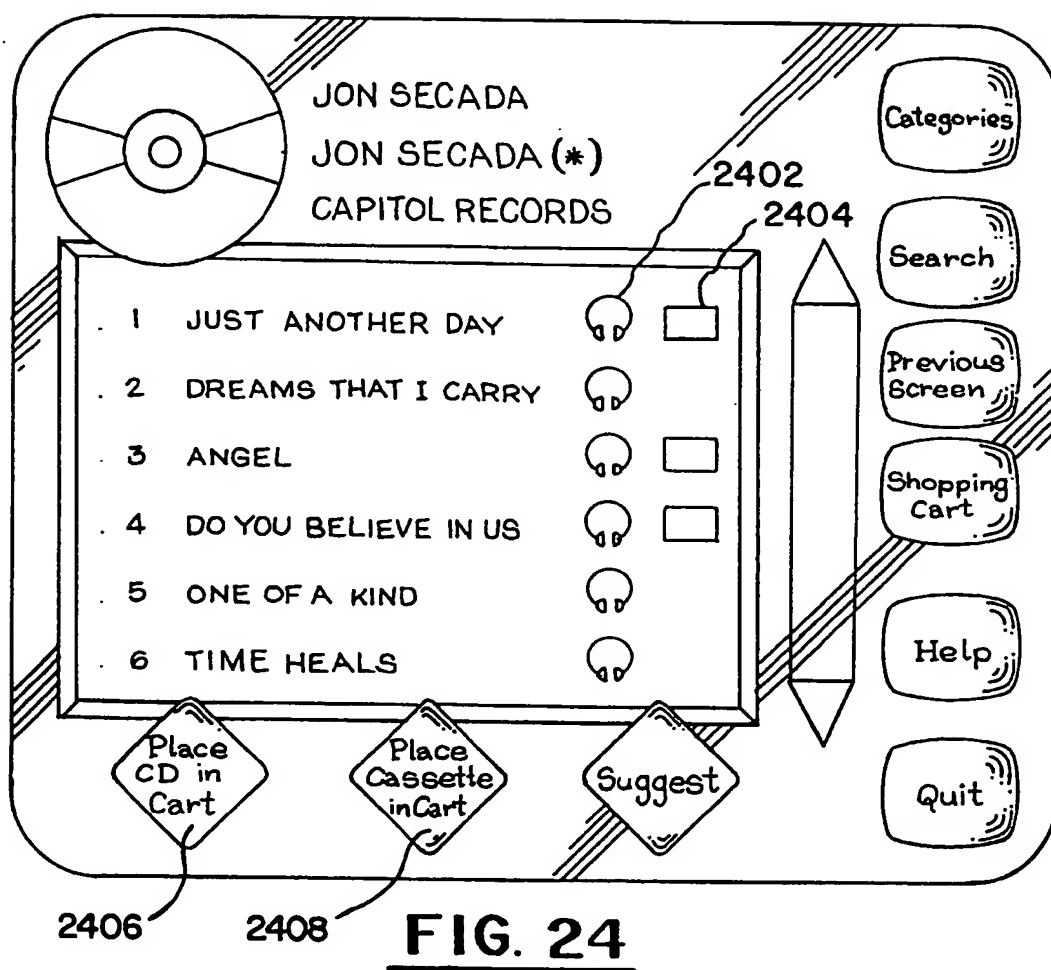 JON SECADA
JON SECADA (*)
CAPITOL RECORDS
2402
2404
1 JUST ANOTHER DAY
2 DREAMS THAT I CARRY
3 ANGEL
4 DO YOU BELIEVE IN US
5 ONE OF A KIND
6 TIME HEALS
Categories
Search
Previous
Screen
Shopping
Cart
Help
Quit
Place
CD in
Cart
Place
Cassette
in Cart
Suggest
2406
2408
FIG. 24